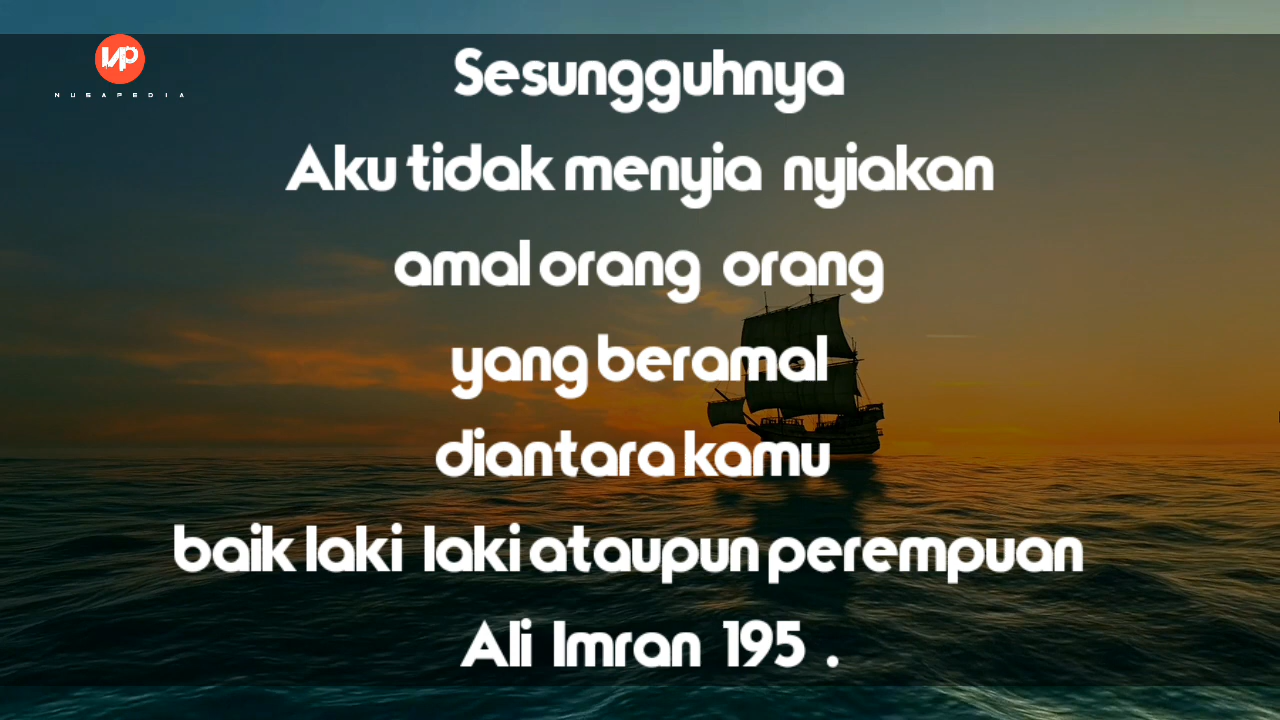 NP
NUSAPEDIA
Sesungguhnya
Aku tidak menyia nyiakan
amal orang orang
yang beramal
diantara kamu
baik laki laki ataupun perempuan
Ali Imran 195 .